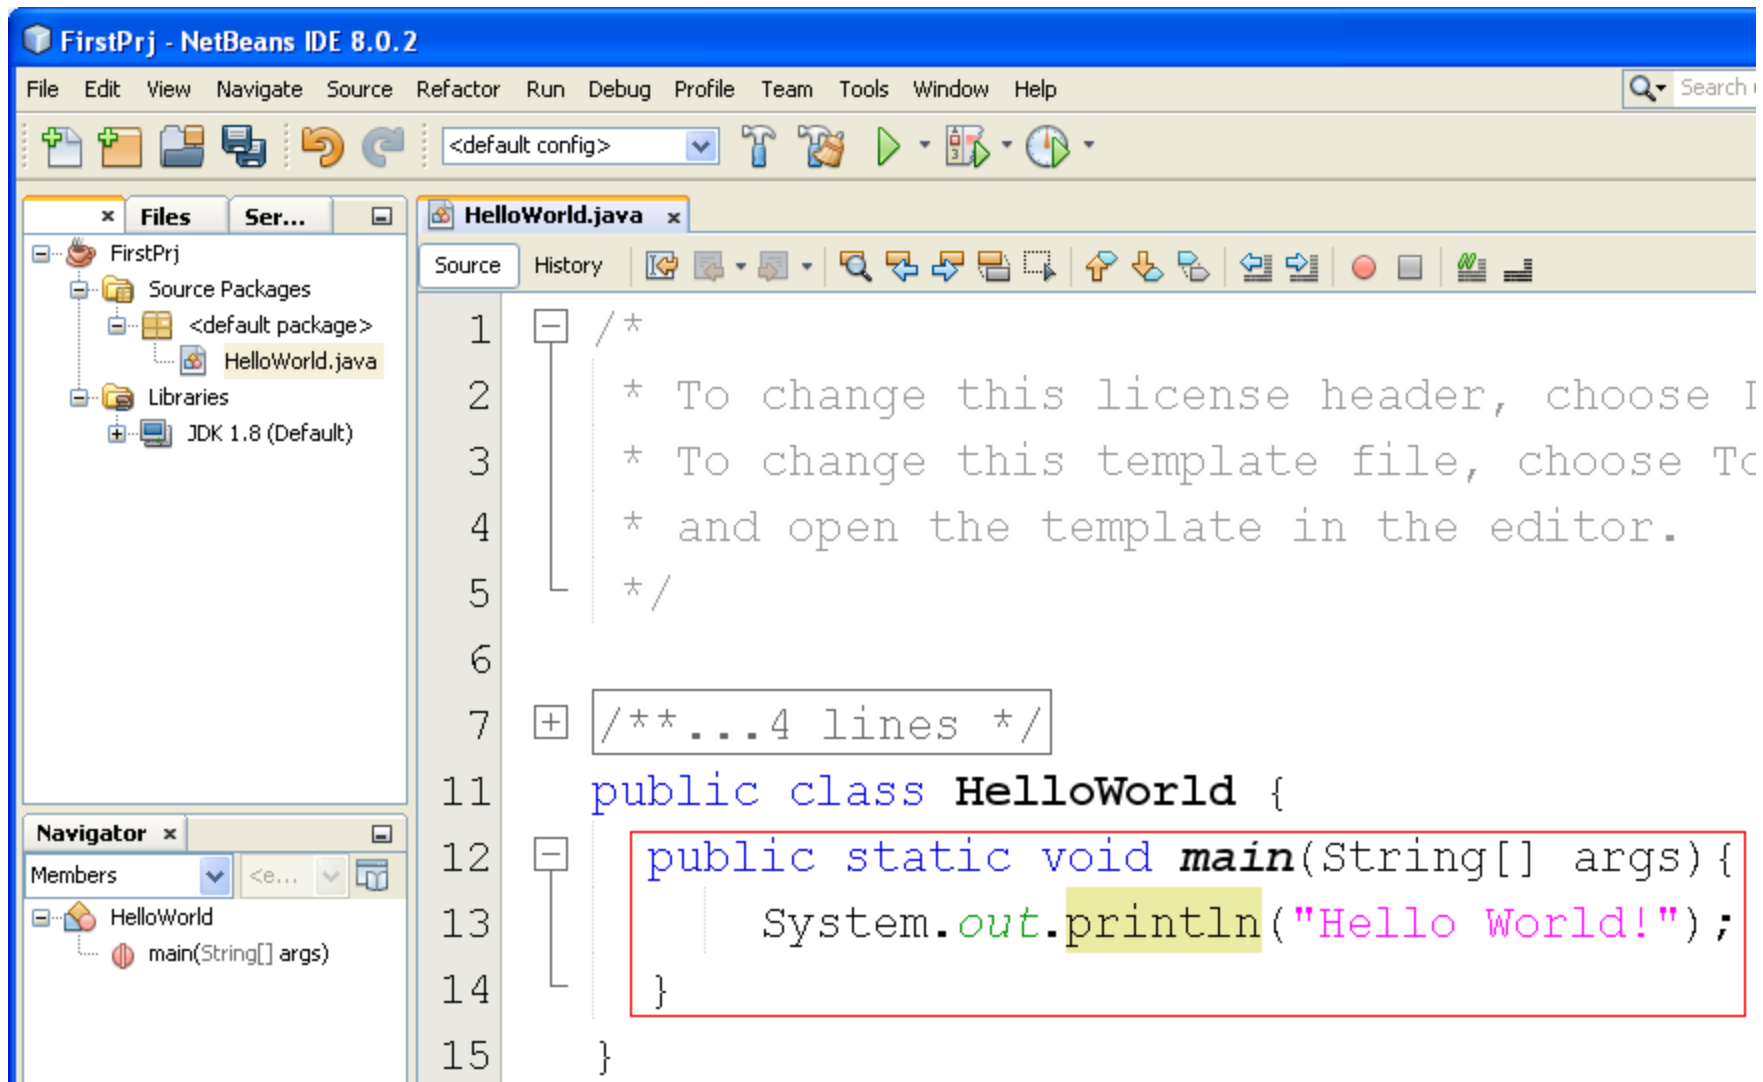 FirstPrj - NetBeans IDE 8.0.2
File Edit View Navigate Source Refactor Run Debug Profile Team Tools Window Help
Search
<default config>
Files Ser...
FirstPrj
Source Packages
<default package>
HelloWorld.java
Libraries
JDK 1.8 (Default)
Navigator
Members <e...
HelloWorld
main(String[] args)
HelloWorld.java
Source History
1 /*
2 * To change this license header, choose
3 * To change this template file, choose To
4 * and open the template in the editor.
5 */
6
7 /**...4 lines */
11 public class HelloWorld {
12 public static void main(String[] args){
13 System.out.println("Hello World!");
14 }
15 }